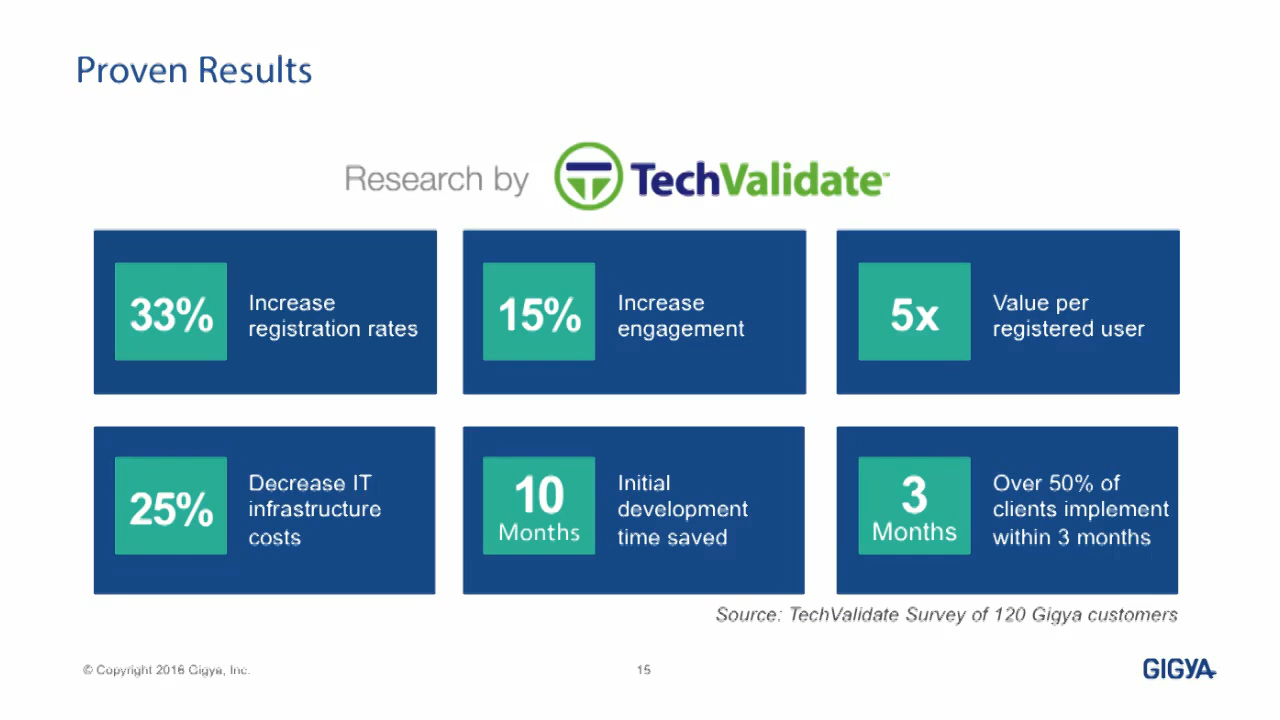 Proven Results
Research by TechValidate™
33%
Increase
registration rates
15%
Increase
engagement
5x
Value per
registered user
25%
Decrease IT
infrastructure
costs
10
Months
Initial
development
time saved
3
Months
Over 50% of
clients implement
within 3 months
Source: TechValidate Survey of 120 Gigya customers
© Copyright 2016 Gigya, Inc.
15
GIGYA